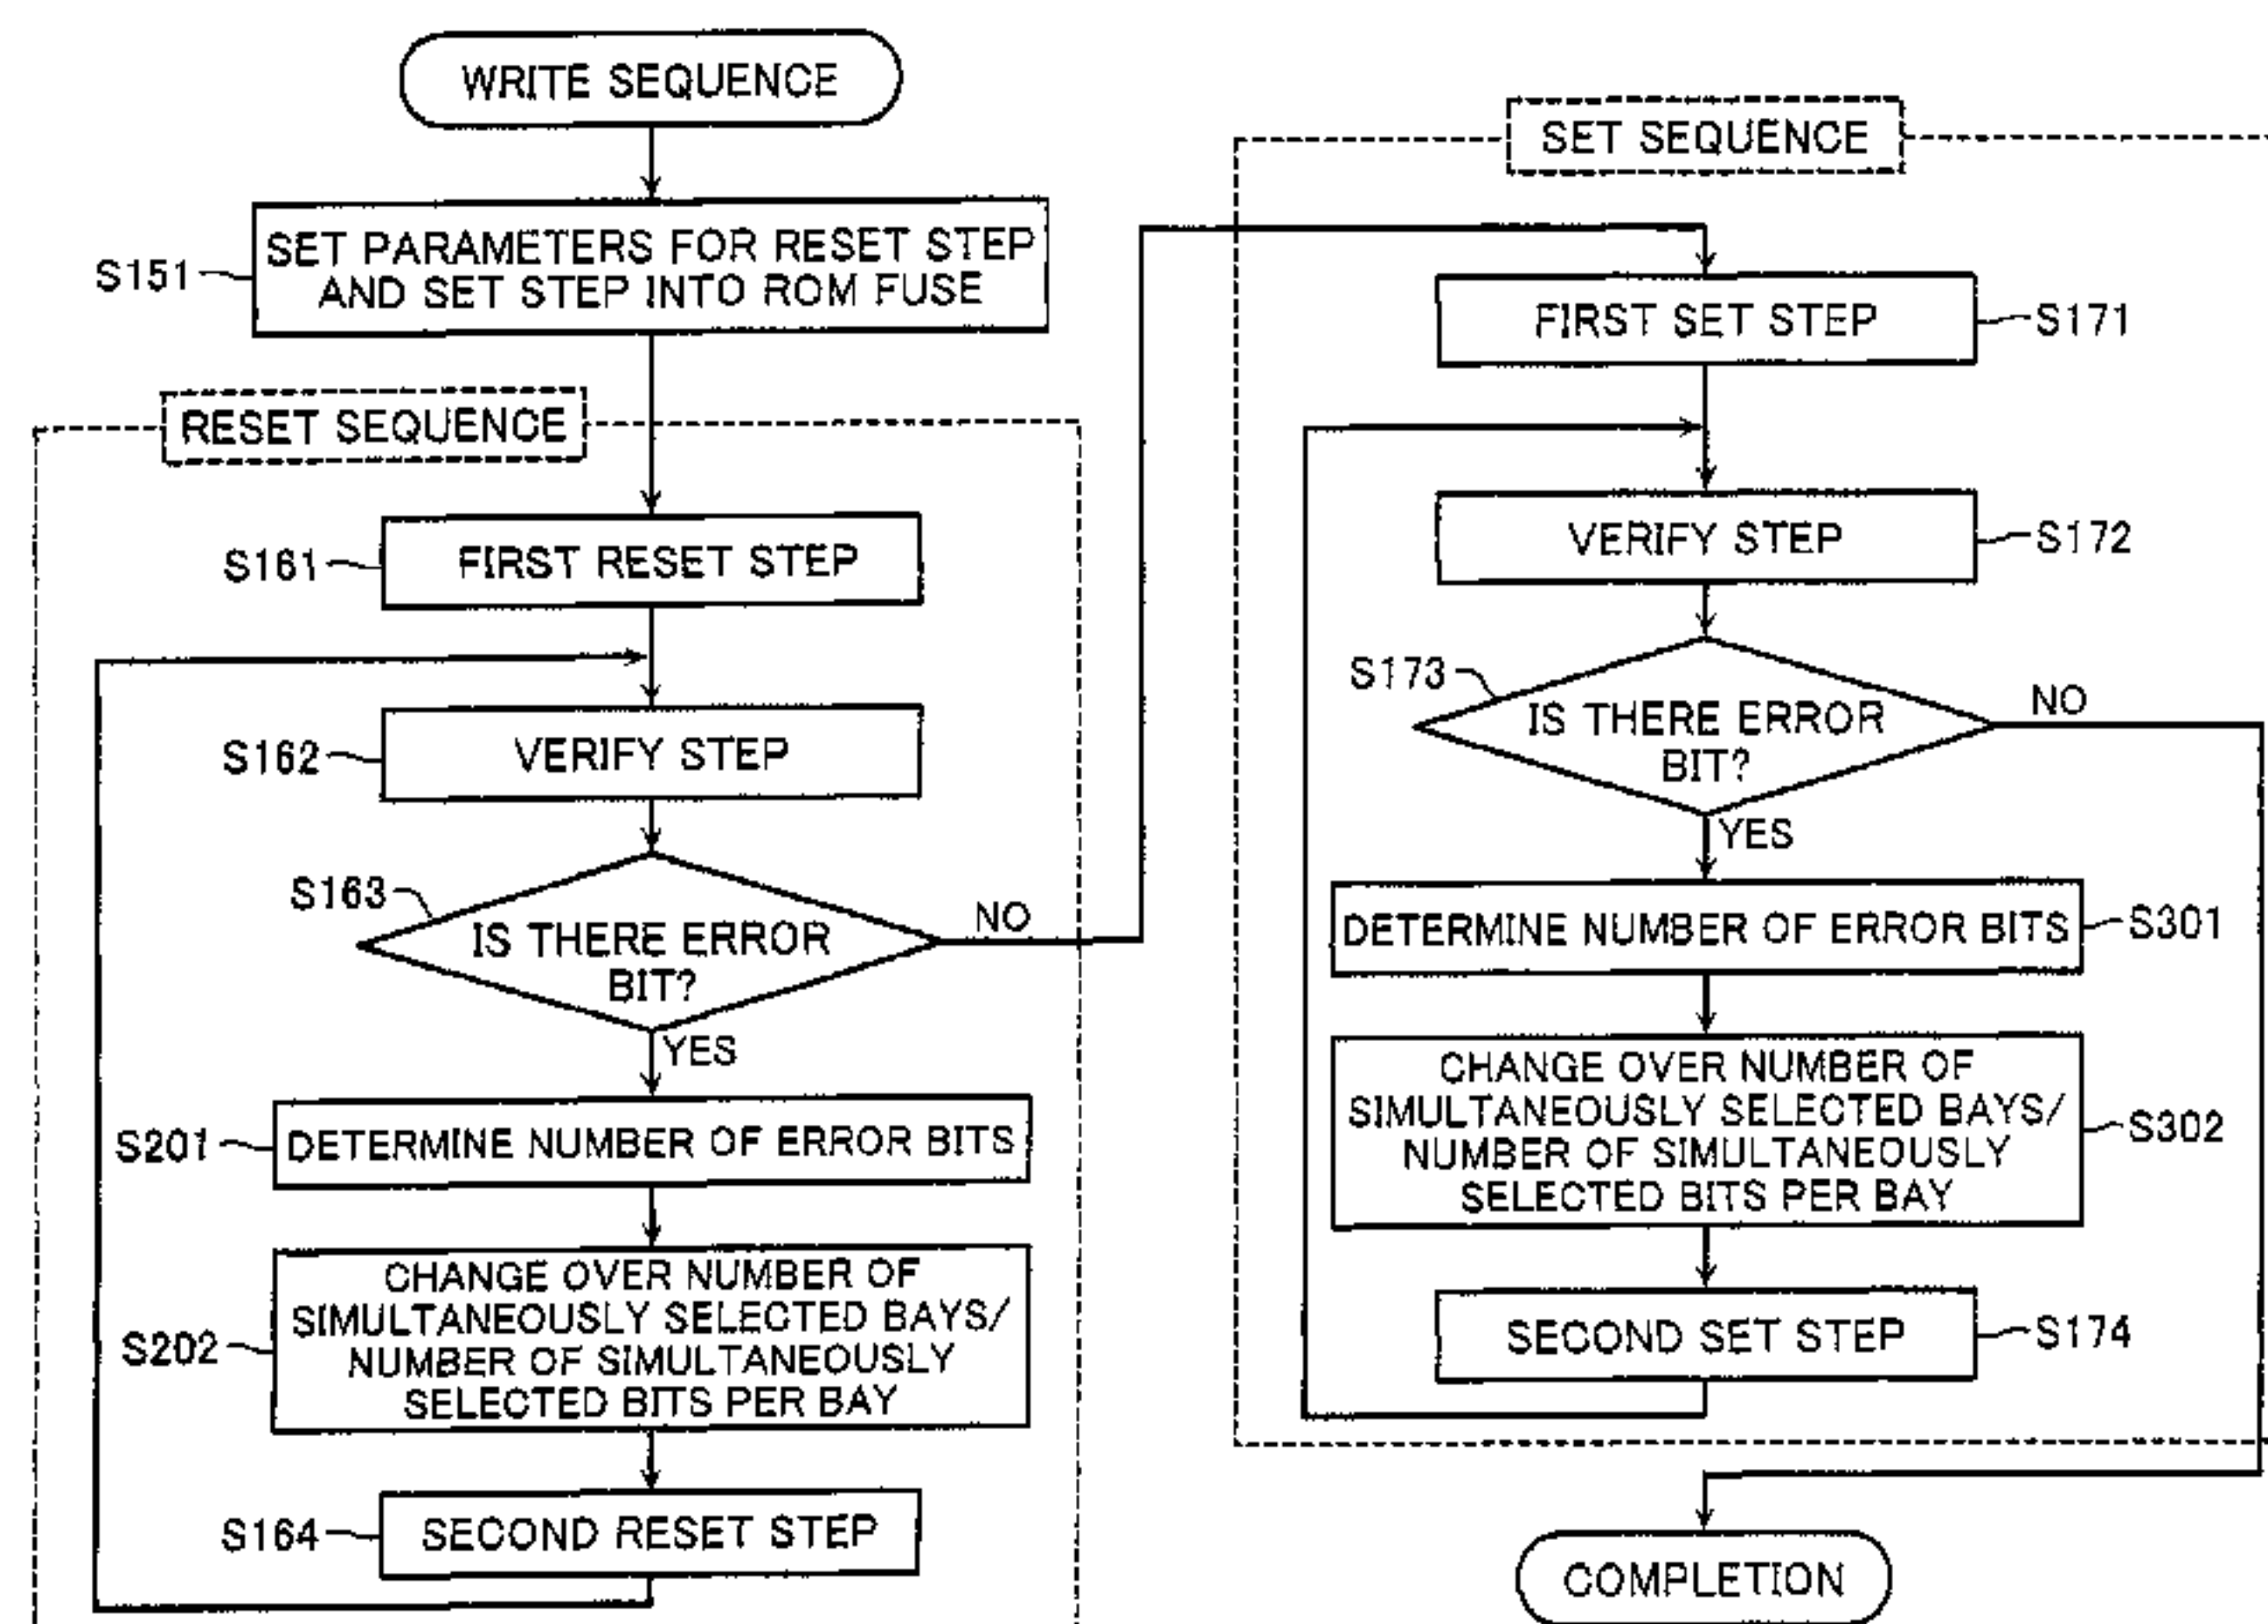 WRITE SEQUENCE
S151
SET PARAMETERS FOR RESET STEP
AND SET STEP INTO ROM FUSE
RESET SEQUENCE
S161
FIRST RESET STEP
S162
VERIFY STEP
S163
IS THERE ERROR
BIT?
NO
YES
S201
DETERMINE NUMBER OF ERROR BITS
S202
CHANGE OVER NUMBER OF
SIMULTANEOUSLY SELECTED BAYS/
NUMBER OF SIMULTANEOUSLY
SELECTED BITS PER BAY
S164
SECOND RESET STEP
SET SEQUENCE
FIRST SET STEP
S171
VERIFY STEP
S172
S173
IS THERE ERROR
BIT?
NO
YES
DETERMINE NUMBER OF ERROR BITS
S301
CHANGE OVER NUMBER OF
SIMULTANEOUSLY SELECTED BAYS/
NUMBER OF SIMULTANEOUSLY
SELECTED BITS PER BAY
S302
SECOND SET STEP
S174
COMPLETION